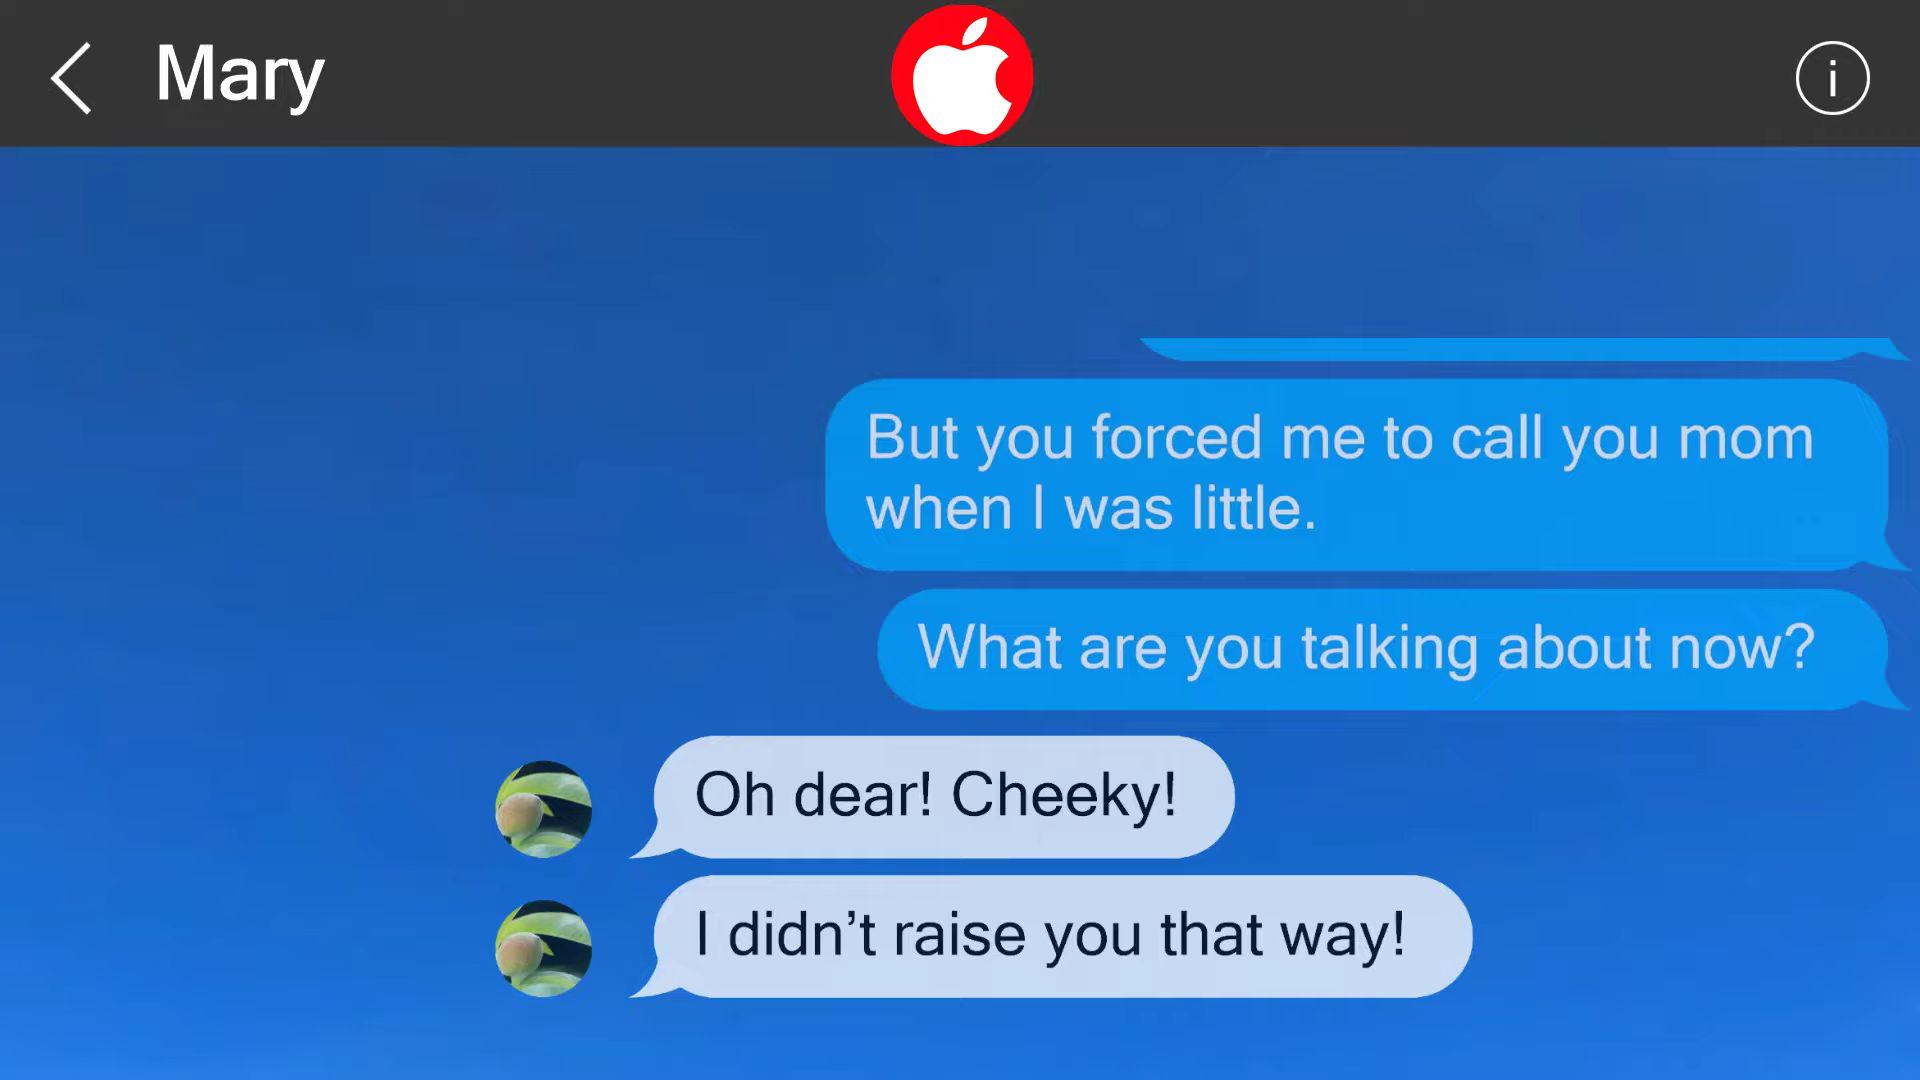 Mary
i
But you forced me to call you mom
when I was little.
What are you talking about now?
Oh dear! Cheeky!
I didn’t raise you that way!